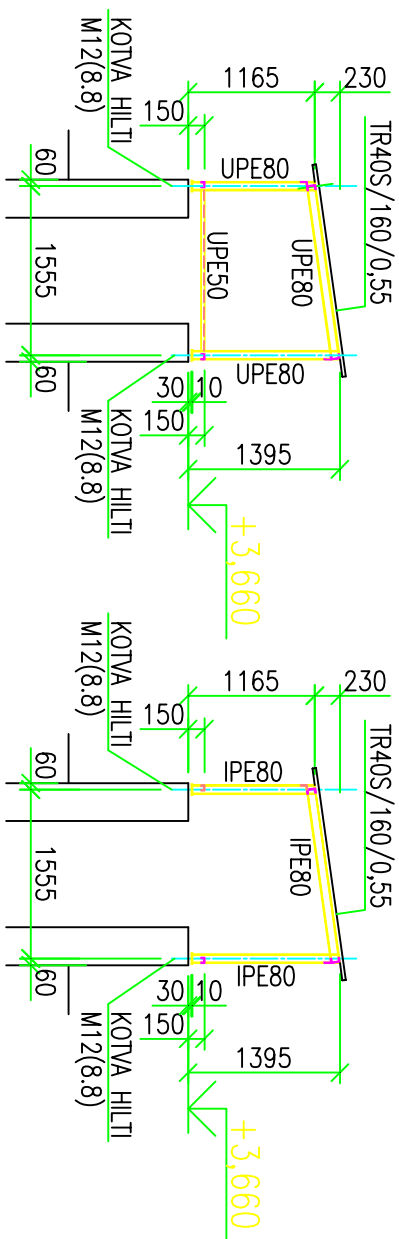 1165
230
TR40S/160/0,55
KOTVA HILTI
M12(8.8)
150
UPE80
UPE80
UPE50
UPE80
60
1555
60
30
10
150
KOTVA HILTI
M12(8.8)
1395
+3,660
1165
230
TR40S/160/0,55
KOTVA HILTI
M12(8.8)
150
IPE80
IPE80
IPE80
60
1555
60
30
10
150
KOTVA HILTI
M12(8.8)
1395
+3,660